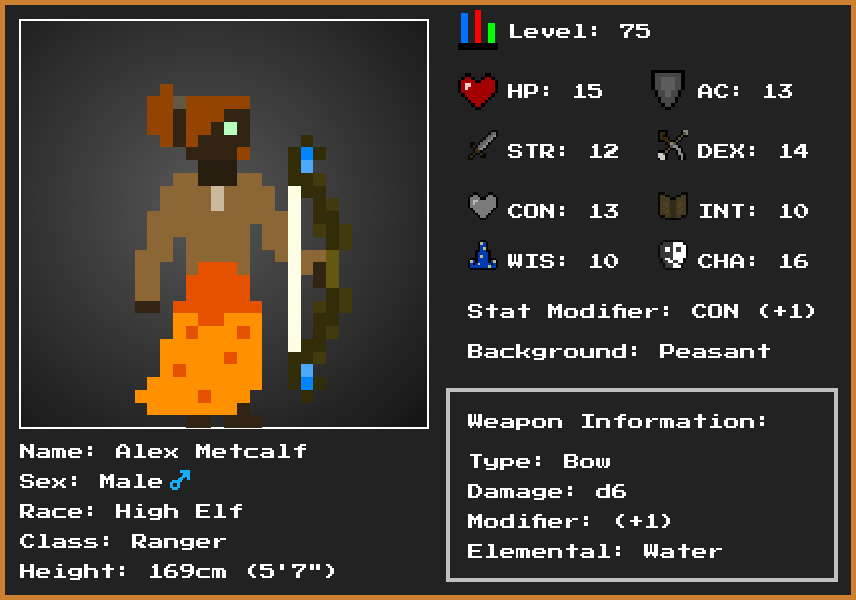 Level: 75
HP: 15 AC: 13
STR: 12 DEX: 14
CON: 13 INT: 10
WIS: 10 CHA: 16
Stat Modifier: CON (+1)
Background: Peasant
Weapon Information:
Type: Bow
Damage: d6
Modifier: (+1)
Elemental: Water
Name: Alex Metcalf
Sex: Male ♂
Race: High Elf
Class: Ranger
Height: 169cm (5'7")